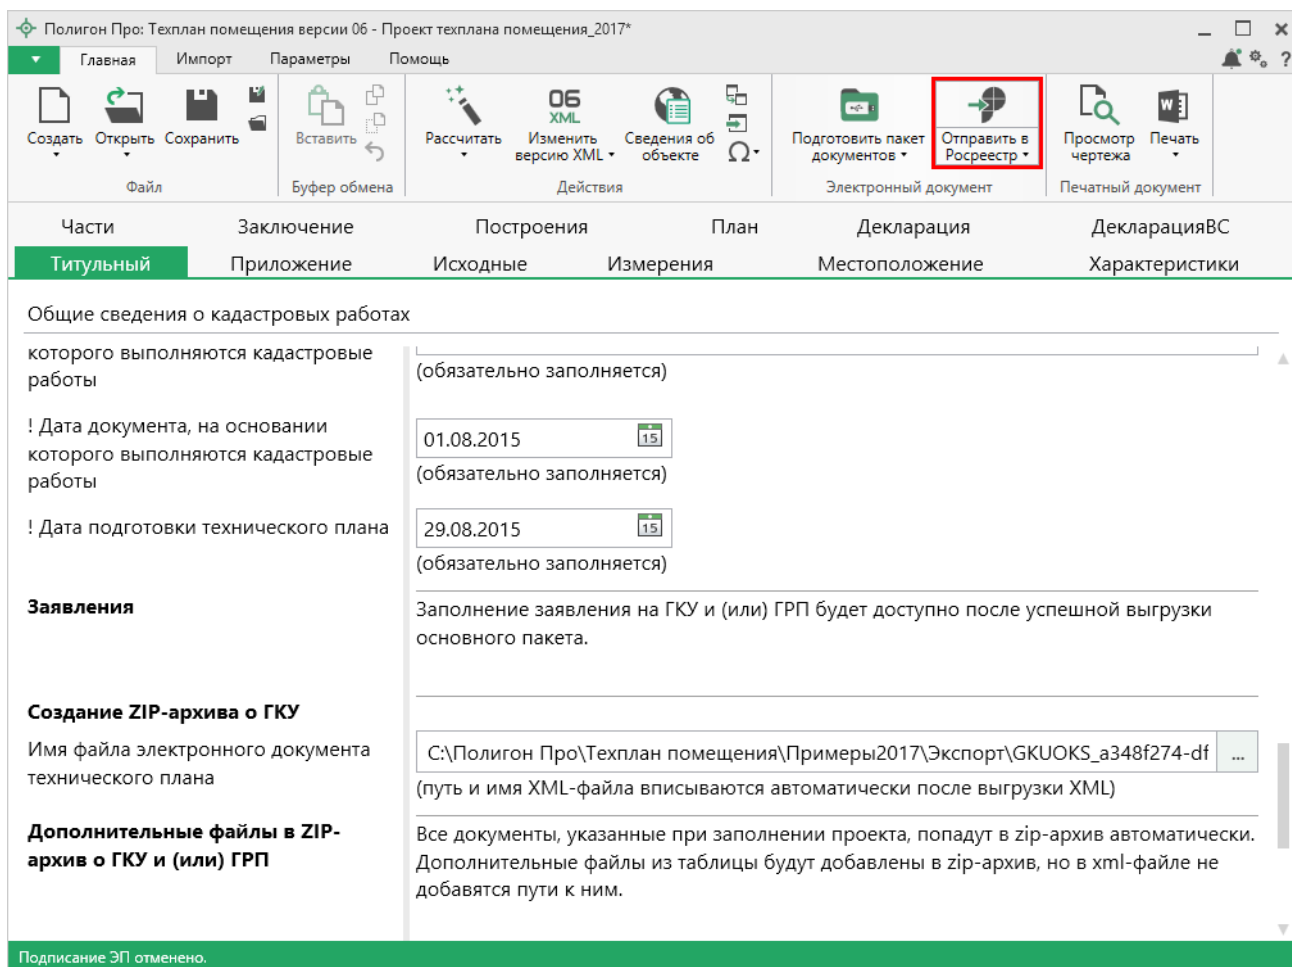 Полигон Про: Техплан помещения версии 06 - Проект техплана помещения_2017*
Главная Импорт Параметры Помощь
?
Создать Открыть Сохранить
Вставить
Рассчитать
06
XML
Изменить
версию XML
Сведения об
объекте
Ω
Подготовить пакет
документов
Отправить в
Росреестр
Просмотр
чертежа
W
Печать
Файл Буфер обмена Действия Электронный документ Печатный документ
Части Заключение Построения План Декларация ДекларацияВС
Титульный Приложение Исходные Измерения Местоположение Характеристики
Общие сведения о кадастровых работах
которого выполняются кадастровые
работы
(обязательно заполняется)
! Дата документа, на основании
которого выполняются кадастровые
работы
01.08.2015
15
(обязательно заполняется)
! Дата подготовки технического плана
29.08.2015
15
(обязательно заполняется)
Заявления
Заполнение заявления на ГКУ и (или) ГРП будет доступно после успешной выгрузки
основного пакета.
Создание ZIP-архива о ГКУ
Имя файла электронного документа
технического плана
C:\Полигон Про\Техплан помещения\Примеры2017\Экспорт\GKUOKS_a348f274-df
...
(путь и имя XML-файла вписываются автоматически после выгрузки XML)
Дополнительные файлы в ZIP-
архив о ГКУ и (или) ГРП
Все документы, указанные при заполнении проекта, попадут в zip-архив автоматически.
Дополнительные файлы из таблицы будут добавлены в zip-архив, но в xml-файле не
добавятся пути к ним.
Подписание ЭП отменено.